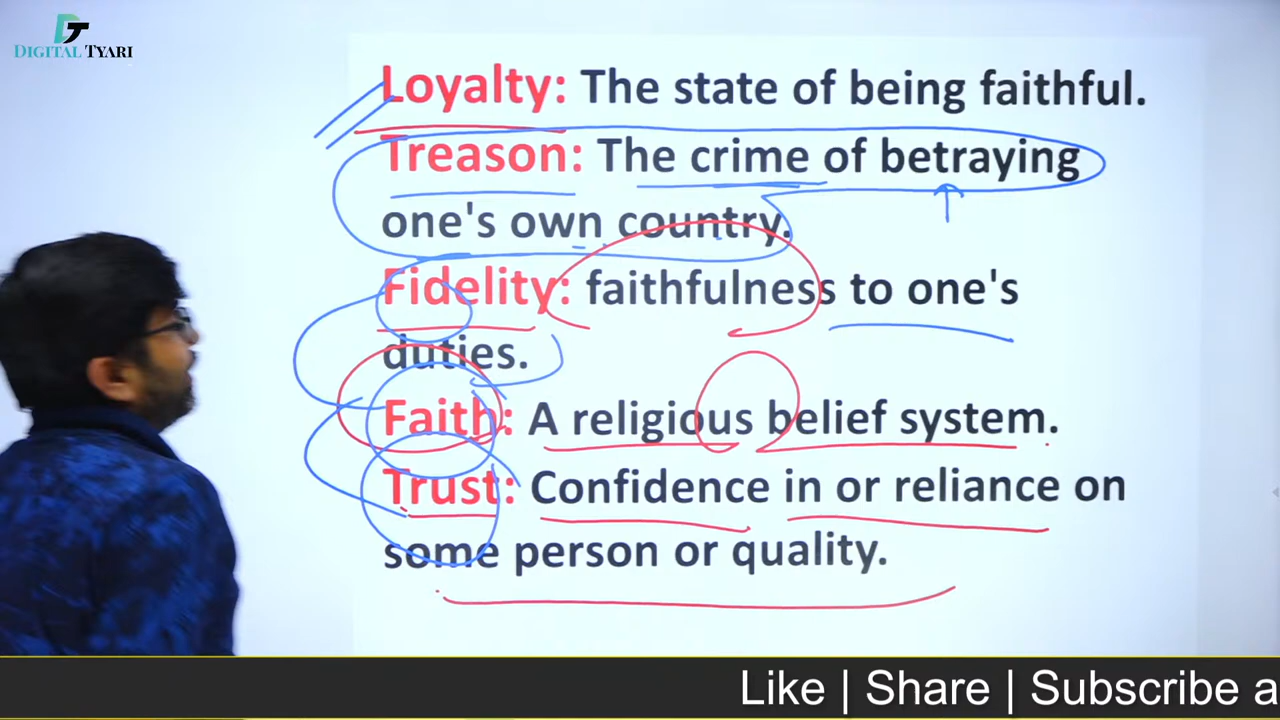 DIGITAL TYARI
Loyalty: The state of being faithful.
Treason: The crime of betraying
one's own country.
Fidelity: faithfulness to one's
duties.
Faith: A religious belief system.
Trust: Confidence in or reliance on
some person or quality.
Like | Share | Subscribe a